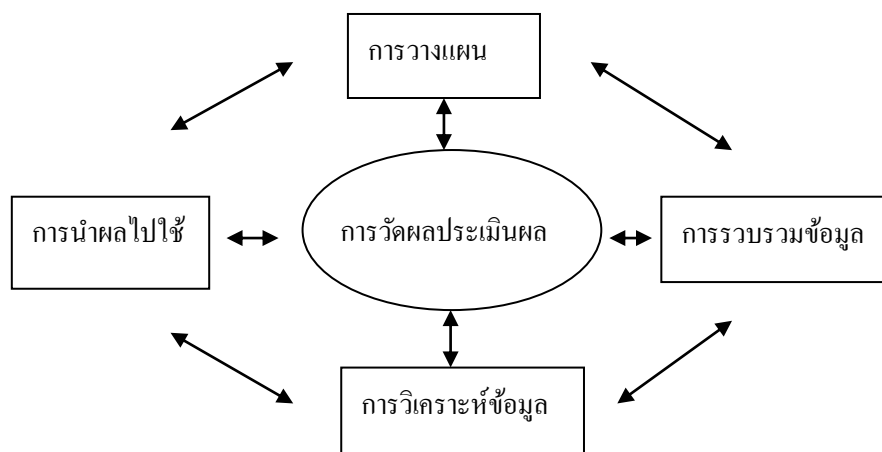 การวางแผน
การนำผลไปใช้
การวัดผลประเมินผล
การรวบรวมข้อมูล
การวิเคราะห์ข้อมูล